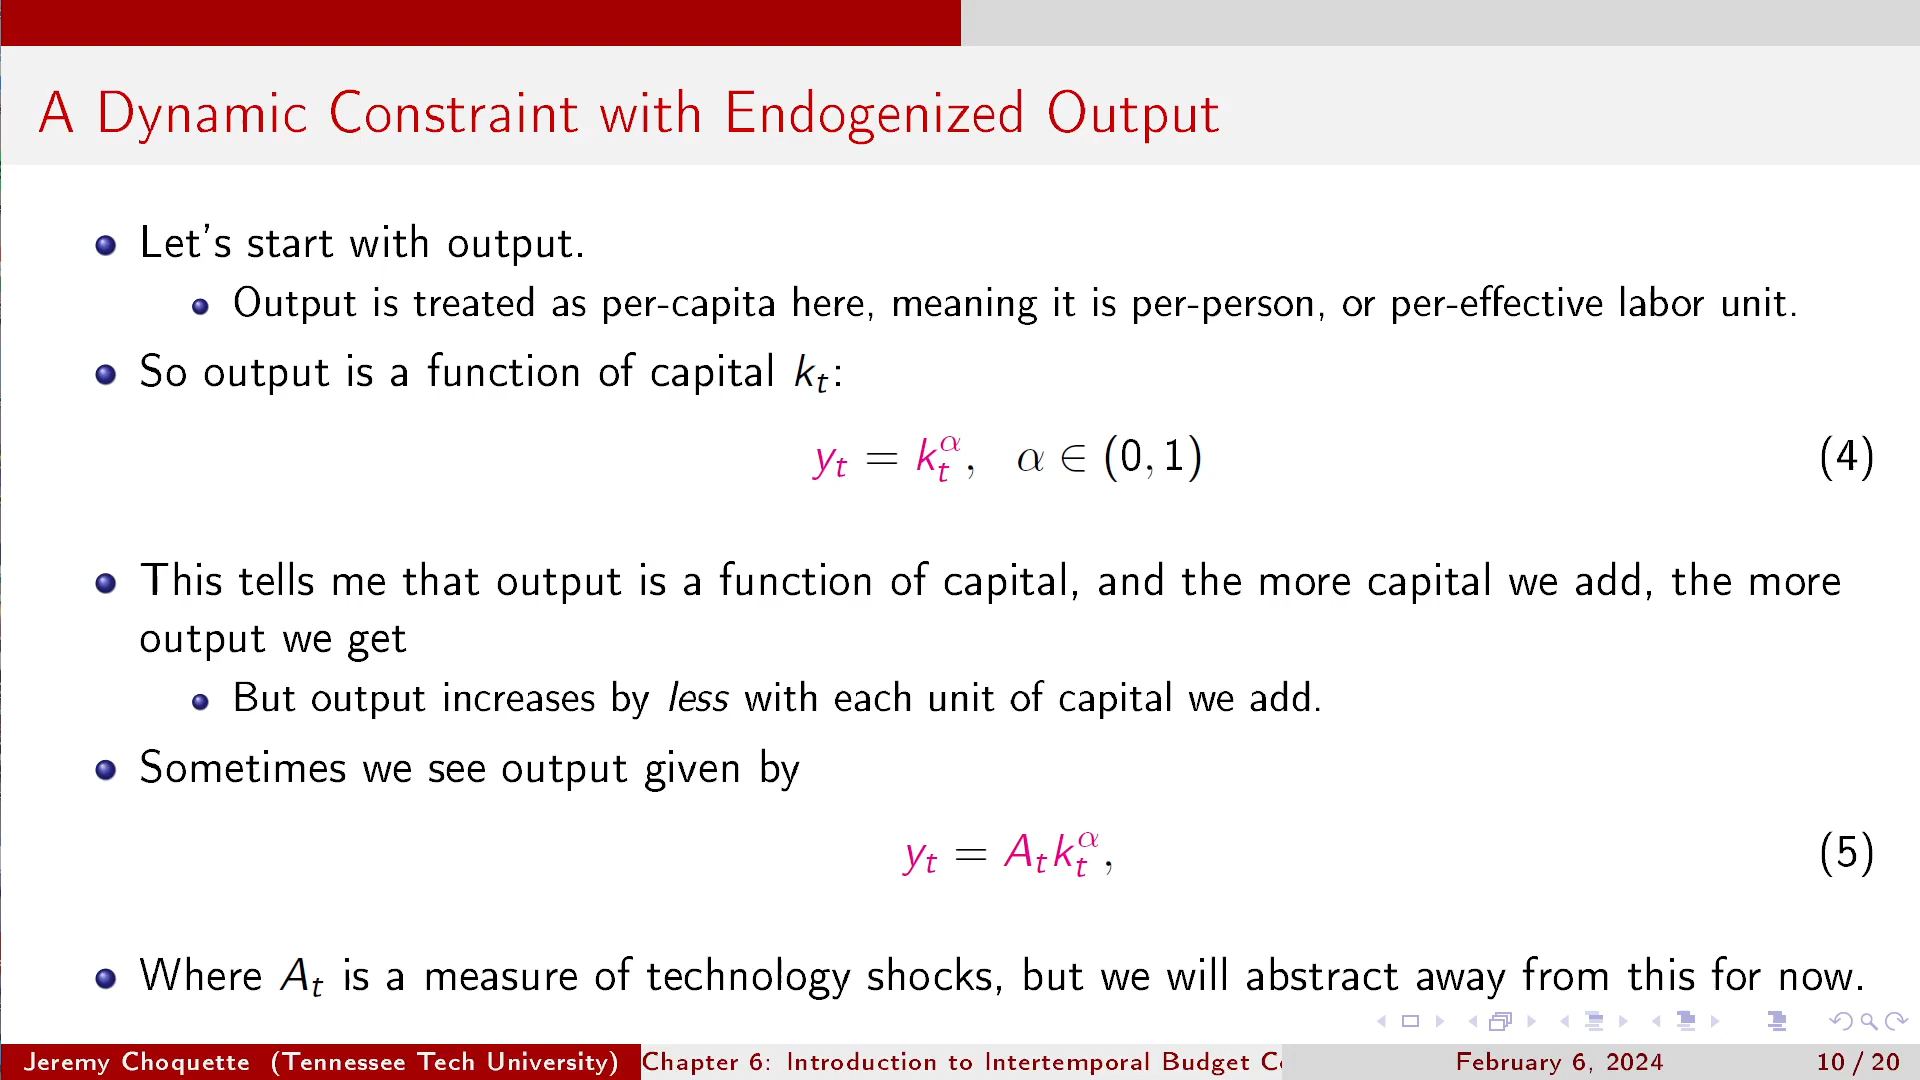 A Dynamic Constraint with Endogenized Output
Let's start with output.
Output is treated as per-capita here, meaning it is per-person, or per-effective labor unit.
So output is a function of capital k_t:
y_t = k_t^α, α ∈ (0, 1) (4)
This tells me that output is a function of capital, and the more capital we add, the more
output we get
But output increases by less with each unit of capital we add.
Sometimes we see output given by
y_t = A_t k_t^α, (5)
Where A_t is a measure of technology shocks, but we will abstract away from this for now.
Jeremy Choquette (Tennessee Tech University) Chapter 6: Introduction to Intertemporal Budget February 6, 2024 10 / 20